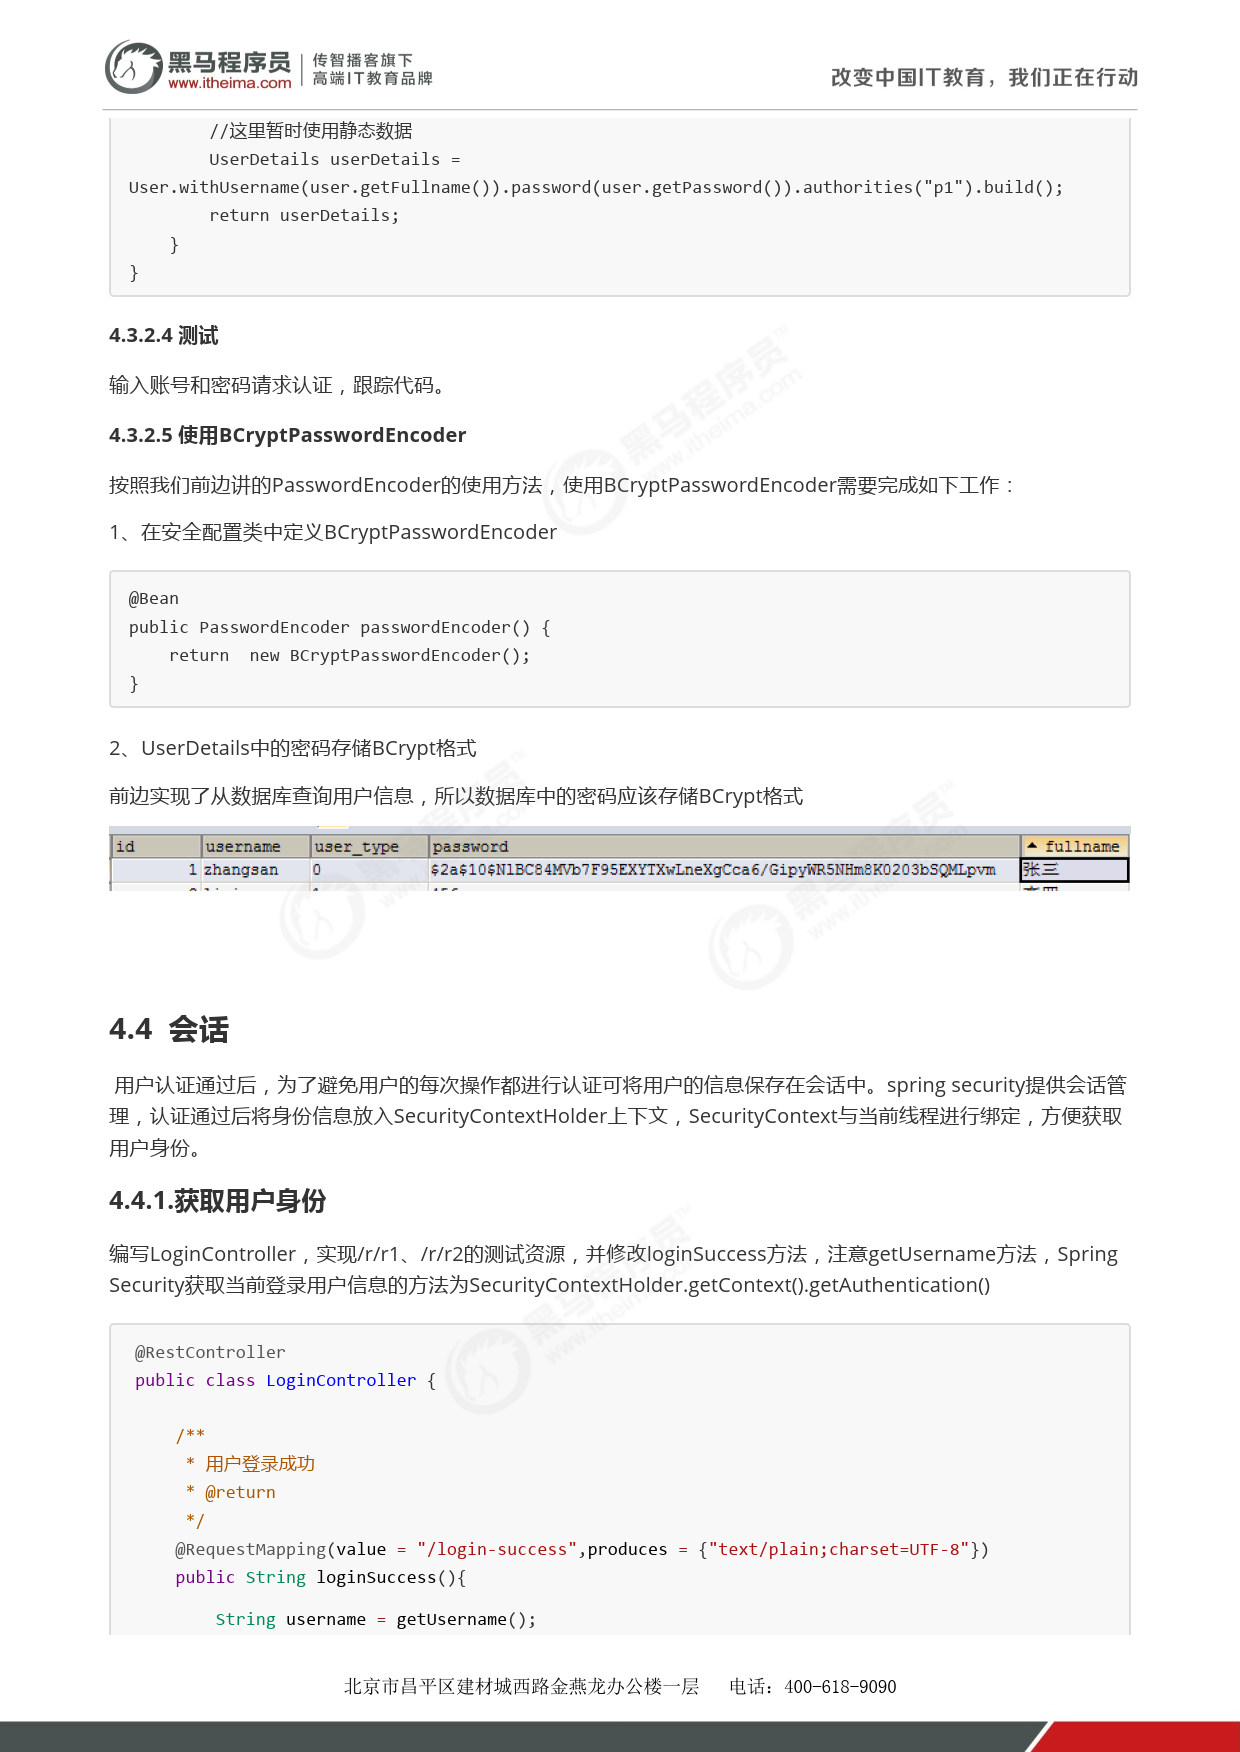 黑马程序员
www.itheima.com
传智播客旗下
高端IT教育品牌
改变中国IT教育，我们正在行动
//这里暂时使用静态数据
UserDetails userDetails =
User.withUsername(user.getFullname()).password(user.getPassword()).authorities("p1").build();
return userDetails;
}
}
4.3.2.4 测试
输入账号和密码请求认证，跟踪代码。
4.3.2.5 使用BCryptPasswordEncoder
按照我们前边讲的PasswordEncoder的使用方法，使用BCryptPasswordEncoder需要完成如下工作：
1、在安全配置类中定义BCryptPasswordEncoder
@Bean
public PasswordEncoder passwordEncoder() {
return  new BCryptPasswordEncoder();
}
2、UserDetails中的密码存储BCrypt格式
前边实现了从数据库查询用户信息，所以数据库中的密码应该存储BCrypt格式
id username user_type password fullname
1 zhangsan 0 $2a$10$NlBC84MVb7F95EXYTXwLneXgCca6/GipyWR5NHm8K0203bSQMLpvm 张三
4.4 会话
用户认证通过后，为了避免用户的每次操作都进行认证可将用户的信息保存在会话中。spring security提供会话管
理，认证通过后将身份信息放入SecurityContextHolder上下文，SecurityContext与当前线程进行绑定，方便获取
用户身份。
4.4.1.获取用户身份
编写LoginController，实现/r/r1、/r/r2的测试资源，并修改loginSuccess方法，注意getUsername方法，Spring
Security获取当前登录用户信息的方法为SecurityContextHolder.getContext().getAuthentication()
@RestController
public class LoginController {
/**
* 用户登录成功
* @return
*/
@RequestMapping(value = "/login-success",produces = {"text/plain;charset=UTF-8"})
public String loginSuccess(){
String username = getUsername();
北京市昌平区建材城西路金燕龙办公楼一层 电话：400-618-9090